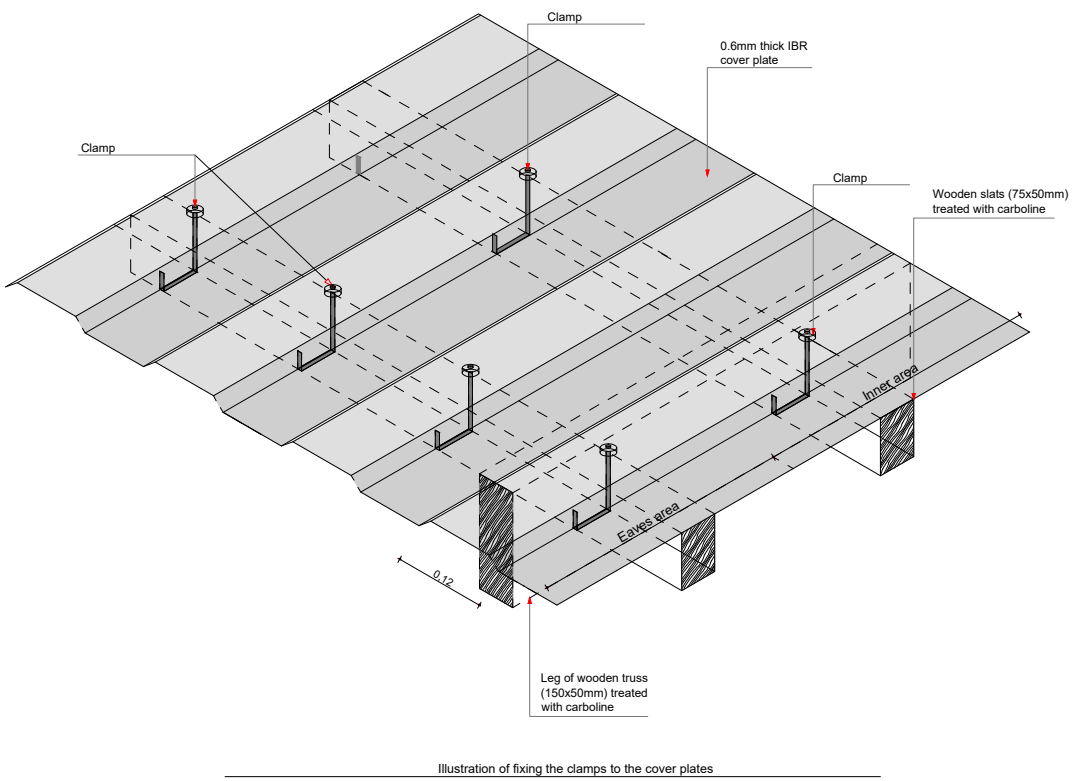 Clamp
0.6mm thick IBR
cover plate
Clamp
Clamp
Wooden slats (75x50mm)
treated with carboline
Inner area
Eaves area
0,12
Leg of wooden truss
(150x50mm) treated
with carboline
Illustration of fixing the clamps to the cover plates